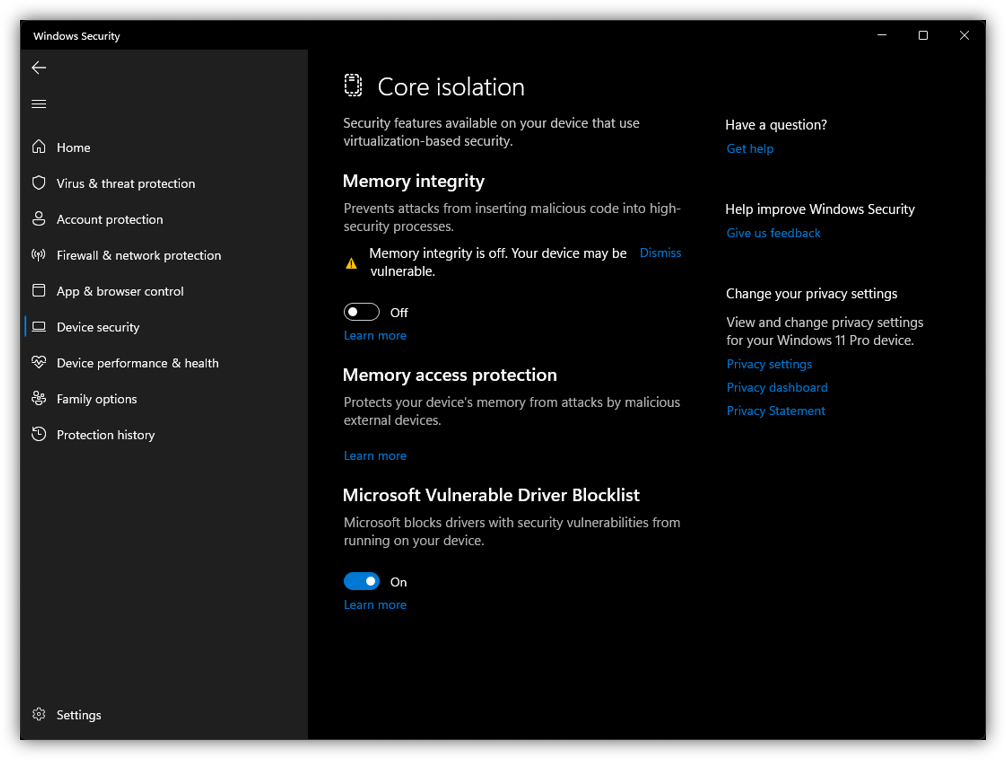 Windows Security
Home
Virus & threat protection
Account protection
Firewall & network protection
App & browser control
Device security
Device performance & health
Family options
Protection history
Settings
Core isolation
Security features available on your device that use
virtualization-based security.
Memory integrity
Prevents attacks from inserting malicious code into high-
security processes.
Memory integrity is off. Your device may be
vulnerable.
Dismiss
Off
Learn more
Memory access protection
Protects your device's memory from attacks by malicious
external devices.
Learn more
Microsoft Vulnerable Driver Blocklist
Microsoft blocks drivers with security vulnerabilities from
running on your device.
On
Learn more
Have a question?
Get help
Help improve Windows Security
Give us feedback
Change your privacy settings
View and change privacy settings
for your Windows 11 Pro device.
Privacy settings
Privacy dashboard
Privacy Statement